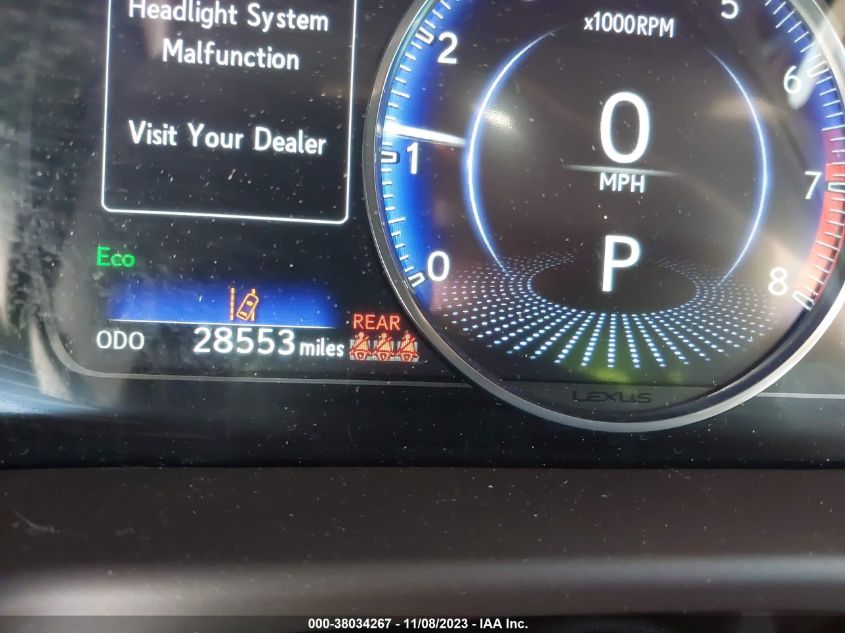 Headlight System
Malfunction
Visit Your Dealer
Eco
ODO 28553 miles
REAR
x1000RPM
0
MPH
P
0
1
2
5
6
7
8
LEXUS
000-38034267 - 11/08/2023 - IAA Inc.